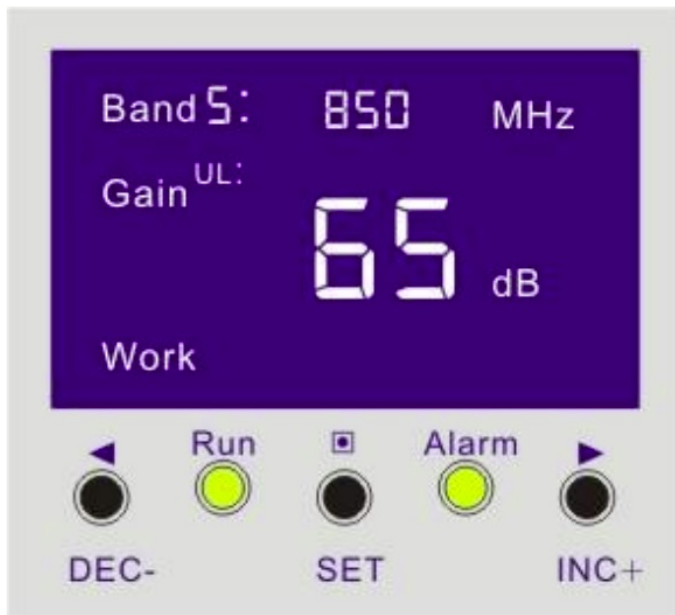 Band 5: 850 MHz
Gain UL:
65 dB
Work
Run Alarm
DEC- SET INC+